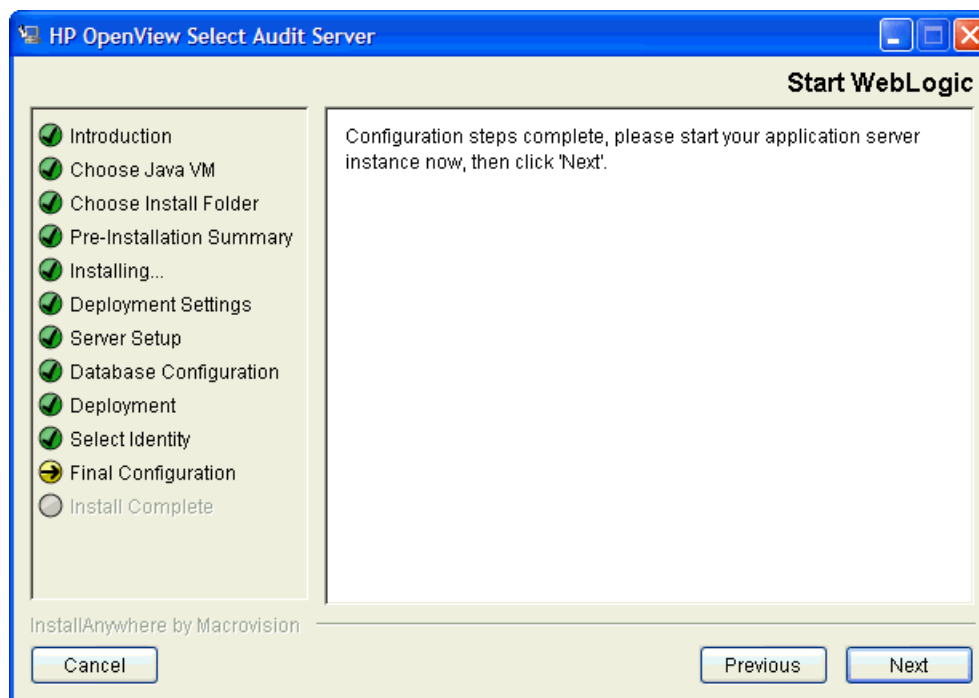 HP OpenView Select Audit Server
Start WebLogic
Introduction
Choose Java VM
Choose Install Folder
Pre-Installation Summary
Installing...
Deployment Settings
Server Setup
Database Configuration
Deployment
Select Identity
Final Configuration
Install Complete
Configuration steps complete, please start your application server
instance now, then click 'Next'.
InstallAnywhere by Macrovision
Cancel
Previous
Next